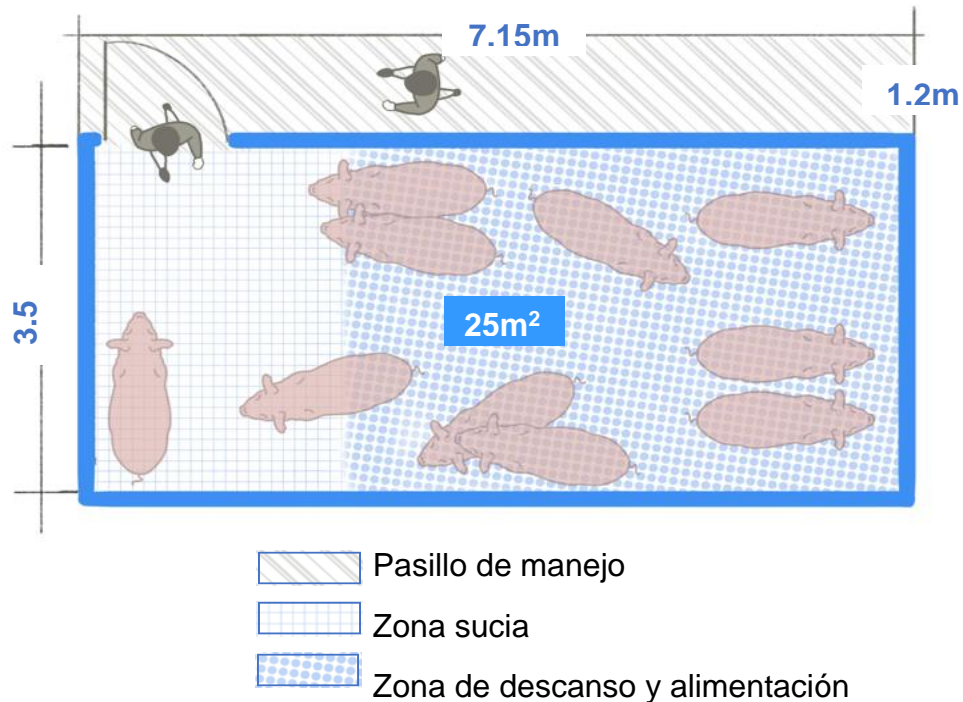 7.15m
1.2m
3.5
25m²
Pasillo de manejo
Zona sucia
Zona de descanso y alimentación